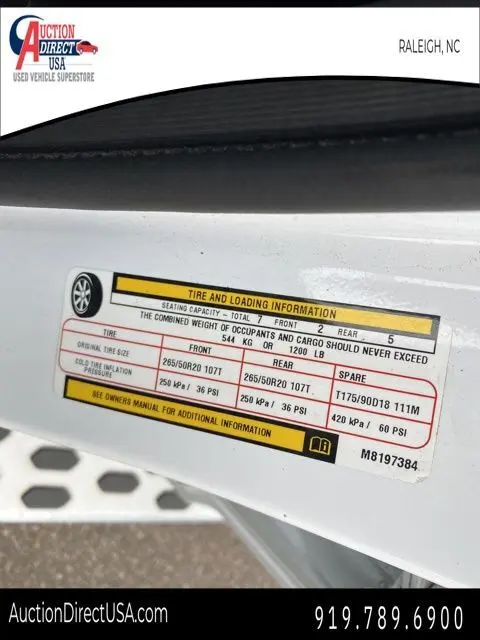 AUCTION
DIRECT
USA
USED VEHICLE SUPERSTORE
RALEIGH, NC
TIRE AND LOADING INFORMATION
SEATING CAPACITY - TOTAL 7 FRONT 2 REAR 5
THE COMBINED WEIGHT OF OCCUPANTS AND CARGO SHOULD NEVER EXCEED
544 KG OR 1200 LB
TIRE FRONT REAR SPARE
ORIGINAL TIRE SIZE 265/50R20 107T 265/50R20 107T T175/90D18 111M
COLD TIRE INFLATION PRESSURE 250 kPa / 36 PSI 250 kPa / 36 PSI 420 kPa / 60 PSI
SEE OWNERS MANUAL FOR ADDITIONAL INFORMATION
M8197384
AuctionDirectUSA.com
919.789.6900